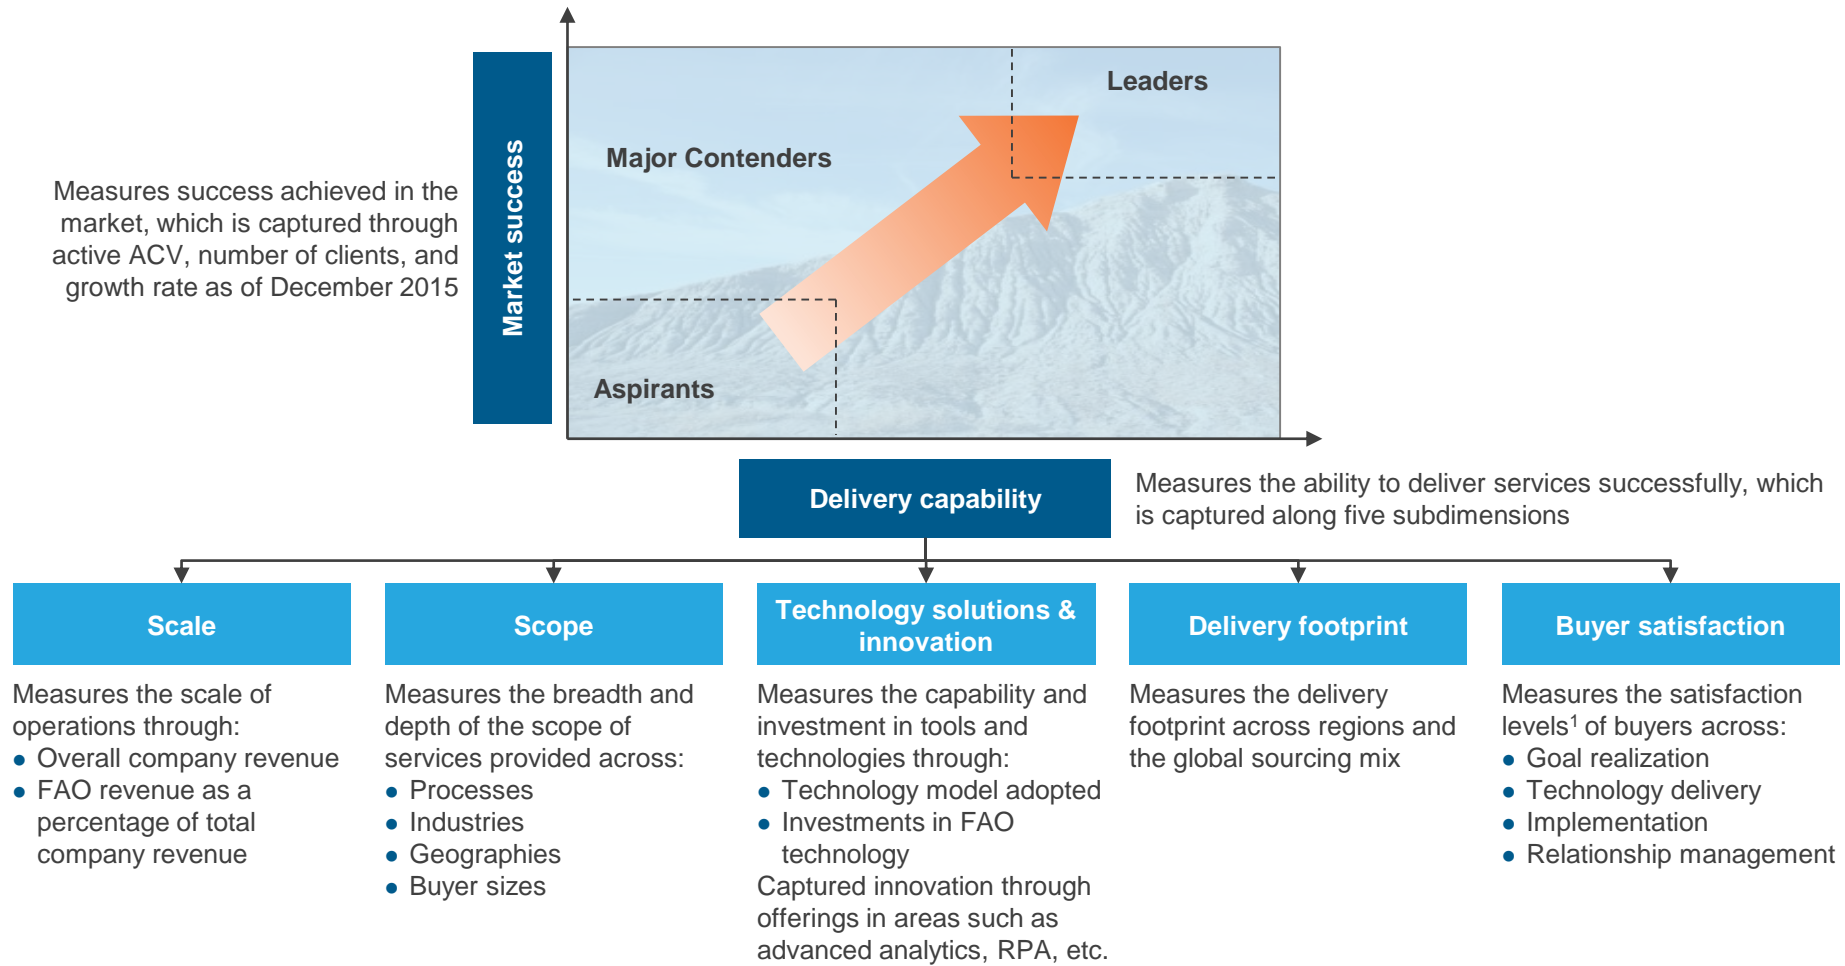 Leaders
Major Contenders
Aspirants
Market success
Measures success achieved in the
market, which is captured through
active ACV, number of clients, and
growth rate as of December 2015
Delivery capability
Measures the ability to deliver services successfully, which
is captured along five subdimensions
Scale
Measures the scale of
operations through:
● Overall company revenue
● FAO revenue as a
percentage of total
company revenue
Scope
Measures the breadth and
depth of the scope of
services provided across:
● Processes
● Industries
● Geographies
● Buyer sizes
Technology solutions &
innovation
Measures the capability and
investment in tools and
technologies through:
● Technology model adopted
● Investments in FAO
technology
Captured innovation through
offerings in areas such as
advanced analytics, RPA, etc.
Delivery footprint
Measures the delivery
footprint across regions and
the global sourcing mix
Buyer satisfaction
Measures the satisfaction
levels¹ of buyers across:
● Goal realization
● Technology delivery
● Implementation
● Relationship management